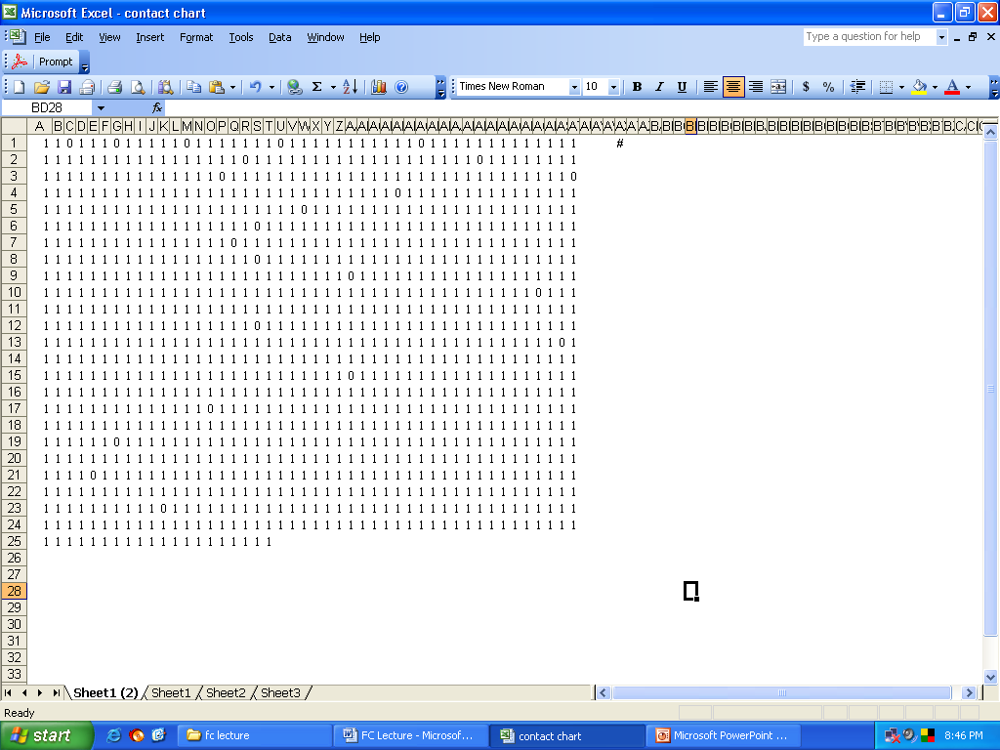 Microsoft Excel - contact chart
File Edit View Insert Format Tools Data Window Help Type a question for help
Prompt
Times New Roman 10 B I U $ %
BD28 fx
A B C D E F G H I J K L M N O P Q R S T U V W X Y Z
1 1 1 0 1 1 1 0 1 1 1 1 1 0 1 1 1 1 1 1 1 0 1 1 1 1 1 1 1 1 1 1 1 0 1 1 1 1 1 1 1 1 1 1 1 1 1 #
2 1 1 1 1 1 1 1 1 1 1 1 1 1 1 1 1 1 0 1 1 1 1 1 1 1 1 1 1 1 1 1 1 1 1 1 1 1 0 1 1 1 1 1 1 1 1
3 1 1 1 1 1 1 1 1 1 1 1 1 1 1 1 0 1 1 1 1 1 1 1 1 1 1 1 1 1 1 1 1 1 1 1 1 1 1 1 1 1 1 1 1 1 0
4 1 1 1 1 1 1 1 1 1 1 1 1 1 1 1 1 1 1 1 1 1 1 1 1 1 1 1 1 1 1 0 1 1 1 1 1 1 1 1 1 1 1 1 1 1 1
5 1 1 1 1 1 1 1 1 1 1 1 1 1 1 1 1 1 1 1 1 1 1 0 1 1 1 1 1 1 1 1 1 1 1 1 1 1 1 1 1 1 1 1 1 1 1
6 1 1 1 1 1 1 1 1 1 1 1 1 1 1 1 1 1 1 0 1 1 1 1 1 1 1 1 1 1 1 1 1 1 1 1 1 1 1 1 1 1 1 1 1 1 1
7 1 1 1 1 1 1 1 1 1 1 1 1 1 1 1 1 0 1 1 1 1 1 1 1 1 1 1 1 1 1 1 1 1 1 1 1 1 1 1 1 1 1 1 1 1 1
8 1 1 1 1 1 1 1 1 1 1 1 1 1 1 1 1 1 1 0 1 1 1 1 1 1 1 1 1 1 1 1 1 1 1 1 1 1 1 1 1 1 1 1 1 1 1
9 1 1 1 1 1 1 1 1 1 1 1 1 1 1 1 1 1 1 1 1 1 1 1 1 1 1 0 1 1 1 1 1 1 1 1 1 1 1 1 1 1 1 1 1 1 1
10 1 1 1 1 1 1 1 1 1 1 1 1 1 1 1 1 1 1 1 1 1 1 1 1 1 1 1 1 1 1 1 1 1 1 1 1 1 1 1 1 1 1 0 1 1 1
11 1 1 1 1 1 1 1 1 1 1 1 1 1 1 1 1 1 1 1 1 1 1 1 1 1 1 1 1 1 1 1 1 1 1 1 1 1 1 1 1 1 1 1 1 1 1
12 1 1 1 1 1 1 1 1 1 1 1 1 1 1 1 1 1 1 0 1 1 1 1 1 1 1 1 1 1 1 1 1 1 1 1 1 1 1 1 1 1 1 1 1 1 1
13 1 1 1 1 1 1 1 1 1 1 1 1 1 1 1 1 1 1 1 1 1 1 1 1 1 1 1 1 1 1 1 1 1 1 1 1 1 1 1 1 1 1 1 1 0 1
14 1 1 1 1 1 1 1 1 1 1 1 1 1 1 1 1 1 1 1 1 1 1 1 1 1 1 1 1 1 1 1 1 1 1 1 1 1 1 1 1 1 1 1 1 1 1
15 1 1 1 1 1 1 1 1 1 1 1 1 1 1 1 1 1 1 1 1 1 1 1 1 1 1 0 1 1 1 1 1 1 1 1 1 1 1 1 1 1 1 1 1 1 1
16 1 1 1 1 1 1 1 1 1 1 1 1 1 1 1 1 1 1 1 1 1 1 1 1 1 1 1 1 1 1 1 1 1 1 1 1 1 1 1 1 1 1 1 1 1 1
17 1 1 1 1 1 1 1 1 1 1 1 1 1 1 0 1 1 1 1 1 1 1 1 1 1 1 1 1 1 1 1 1 1 1 1 1 1 1 1 1 1 1 1 1 1 1
18 1 1 1 1 1 1 1 1 1 1 1 1 1 1 1 1 1 1 1 1 1 1 1 1 1 1 1 1 1 1 1 1 1 1 1 1 1 1 1 1 1 1 1 1 1 1
19 1 1 1 1 1 1 0 1 1 1 1 1 1 1 1 1 1 1 1 1 1 1 1 1 1 1 1 1 1 1 1 1 1 1 1 1 1 1 1 1 1 1 1 1 1 1
20 1 1 1 1 1 1 1 1 1 1 1 1 1 1 1 1 1 1 1 1 1 1 1 1 1 1 1 1 1 1 1 1 1 1 1 1 1 1 1 1 1 1 1 1 1 1
21 1 1 1 1 0 1 1 1 1 1 1 1 1 1 1 1 1 1 1 1 1 1 1 1 1 1 1 1 1 1 1 1 1 1 1 1 1 1 1 1 1 1 1 1 1 1
22 1 1 1 1 1 1 1 1 1 1 1 1 1 1 1 1 1 1 1 1 1 1 1 1 1 1 1 1 1 1 1 1 1 1 1 1 1 1 1 1 1 1 1 1 1 1
23 1 1 1 1 1 1 1 1 1 1 0 1 1 1 1 1 1 1 1 1 1 1 1 1 1 1 1 1 1 1 1 1 1 1 1 1 1 1 1 1 1 1 1 1 1 1
24 1 1 1 1 1 1 1 1 1 1 1 1 1 1 1 1 1 1 1 1 1 1 1 1 1 1 1 1 1 1 1 1 1 1 1 1 1 1 1 1 1 1 1 1 1 1
25 1 1 1 1 1 1 1 1 1 1 1 1 1 1 1 1 1 1 1 1
26
27
28
29
30
31
32
33
Sheet1 (2) Sheet1 Sheet2 Sheet3
Ready
start fc lecture FC Lecture - Microsof... contact chart Microsoft PowerPoint ... 8:46 PM